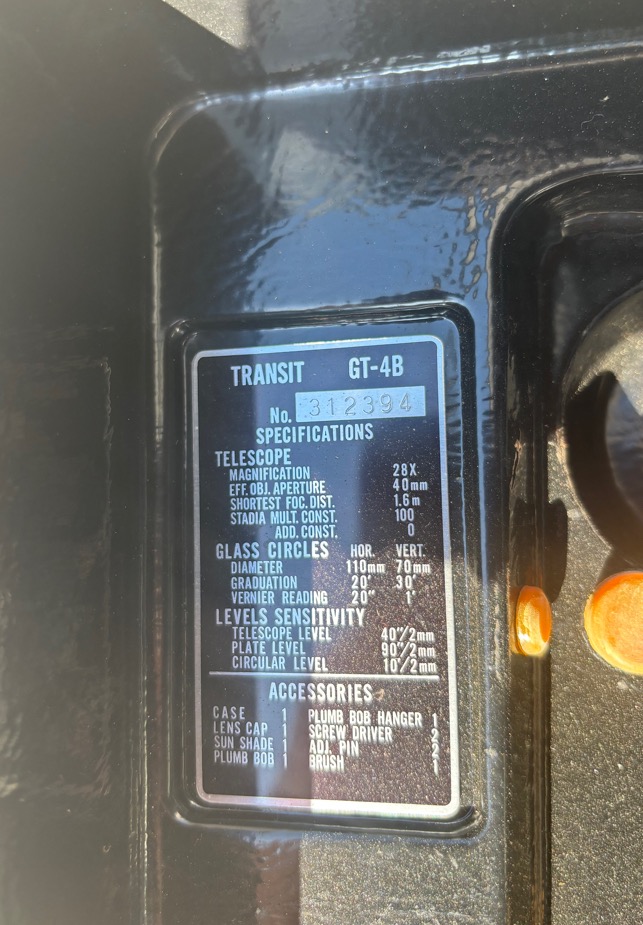 TRANSIT GT-4B
No. 312394
SPECIFICATIONS
TELESCOPE
MAGNIFICATION 28X
EFF. OBJ. APERTURE 40mm
SHORTEST FOC. DIST. 1.6m
STADIA MULT. CONST. 100
ADD. CONST. 0
GLASS CIRCLES HOR. VERT.
DIAMETER 110mm 70mm
GRADUATION 20' 30'
VERNIER READING 20" 1'
LEVELS SENSITIVITY
TELESCOPE LEVEL 40"/2mm
PLATE LEVEL 90"/2mm
CIRCULAR LEVEL 10'/2mm
ACCESSORIES
CASE 1 PLUMB BOB HANGER 1
LENS CAP 1 SCREW DRIVER 2
SUN SHADE 1 ADJ. PIN 2
PLUMB BOB 1 BRUSH 1